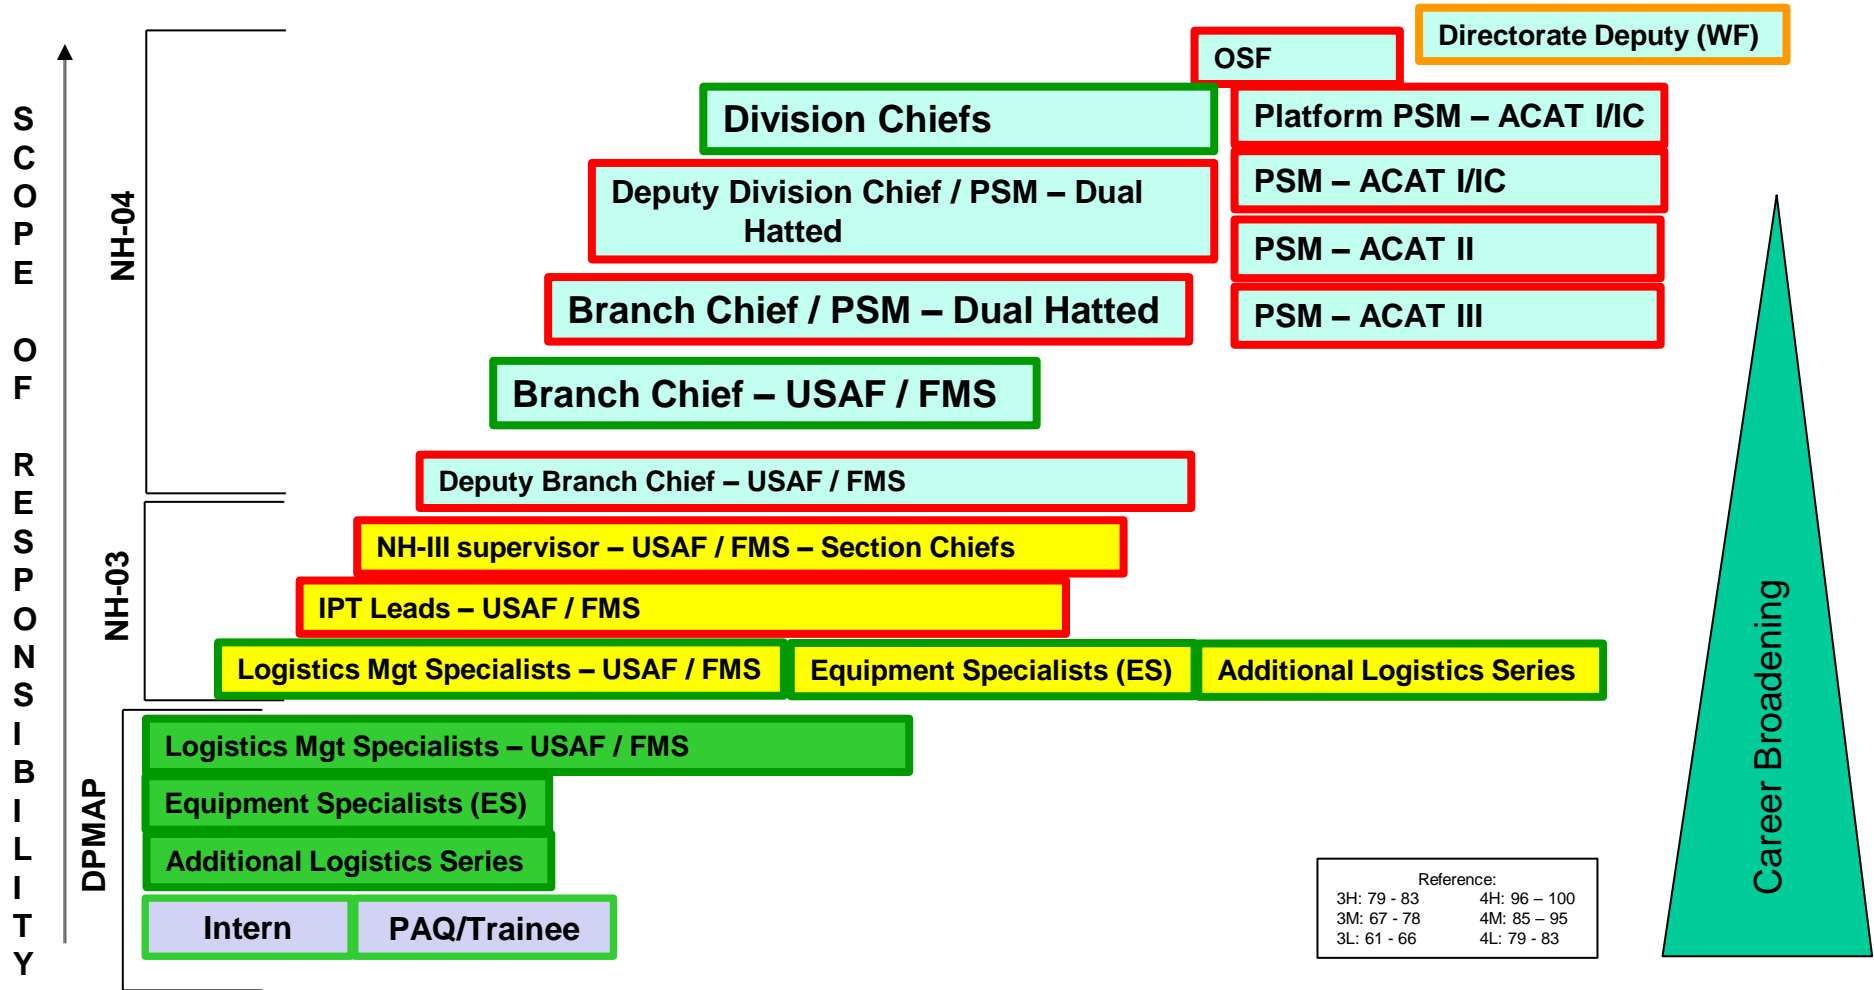 SCOPE OF RESPONSIBILITY
NH-04
Directorate Deputy (WF)
OSF
Division Chiefs
Platform PSM – ACAT I/IC
Deputy Division Chief / PSM – Dual
Hatted
PSM – ACAT I/IC
PSM – ACAT II
Branch Chief / PSM – Dual Hatted
PSM – ACAT III
Branch Chief – USAF / FMS
Deputy Branch Chief – USAF / FMS
NH-03
NH-III supervisor – USAF / FMS – Section Chiefs
IPT Leads – USAF / FMS
Logistics Mgt Specialists – USAF / FMS
Equipment Specialists (ES)
Additional Logistics Series
DPMAP
Logistics Mgt Specialists – USAF / FMS
Equipment Specialists (ES)
Additional Logistics Series
Intern
PAQ/Trainee
Reference:
3H: 79 - 83 4H: 96 – 100
3M: 67 - 78 4M: 85 – 95
3L: 61 - 66 4L: 79 - 83
Career Broadening